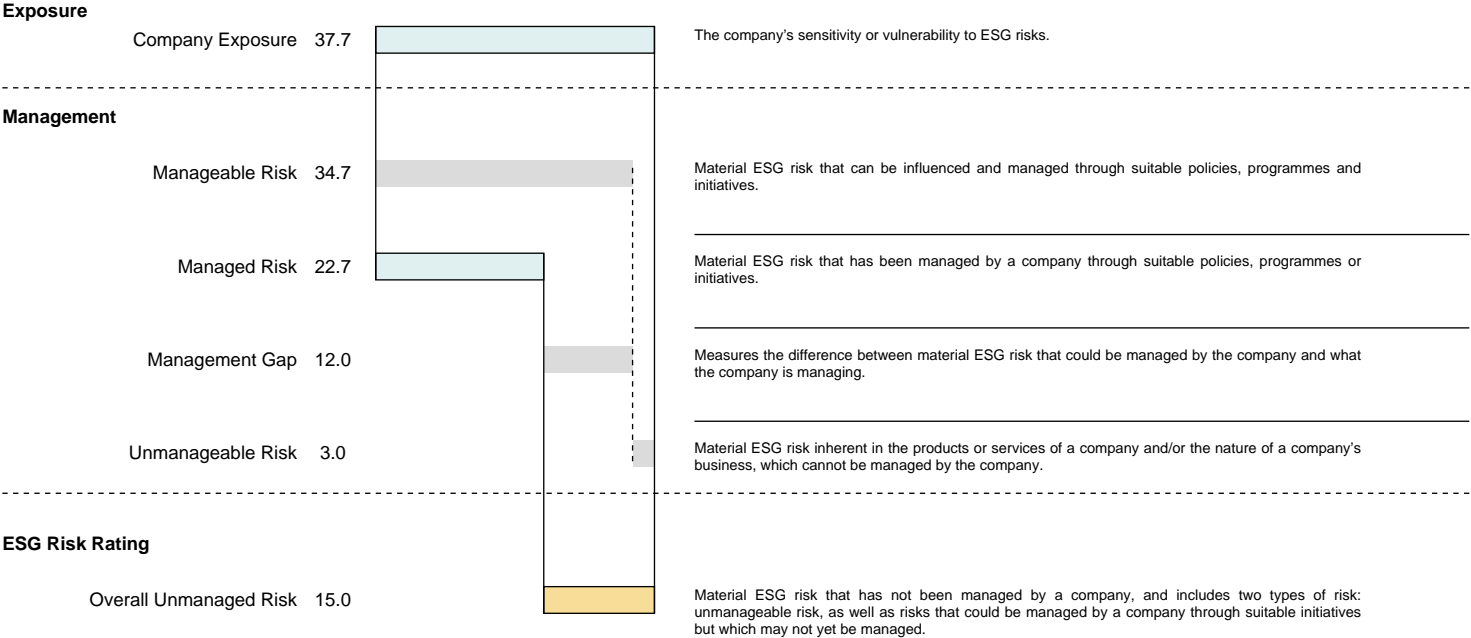 Exposure
Company Exposure 37.7
The company’s sensitivity or vulnerability to ESG risks.
Management
Manageable Risk 34.7
Material ESG risk that can be influenced and managed through suitable policies, programmes and
initiatives.
Managed Risk 22.7
Material ESG risk that has been managed by a company through suitable policies, programmes or
initiatives.
Management Gap 12.0
Measures the difference between material ESG risk that could be managed by the company and what
the company is managing.
Unmanageable Risk 3.0
Material ESG risk inherent in the products or services of a company and/or the nature of a company’s
business, which cannot be managed by the company.
ESG Risk Rating
Overall Unmanaged Risk 15.0
Material ESG risk that has not been managed by a company, and includes two types of risk:
unmanageable risk, as well as risks that could be managed by a company through suitable initiatives
but which may not yet be managed.